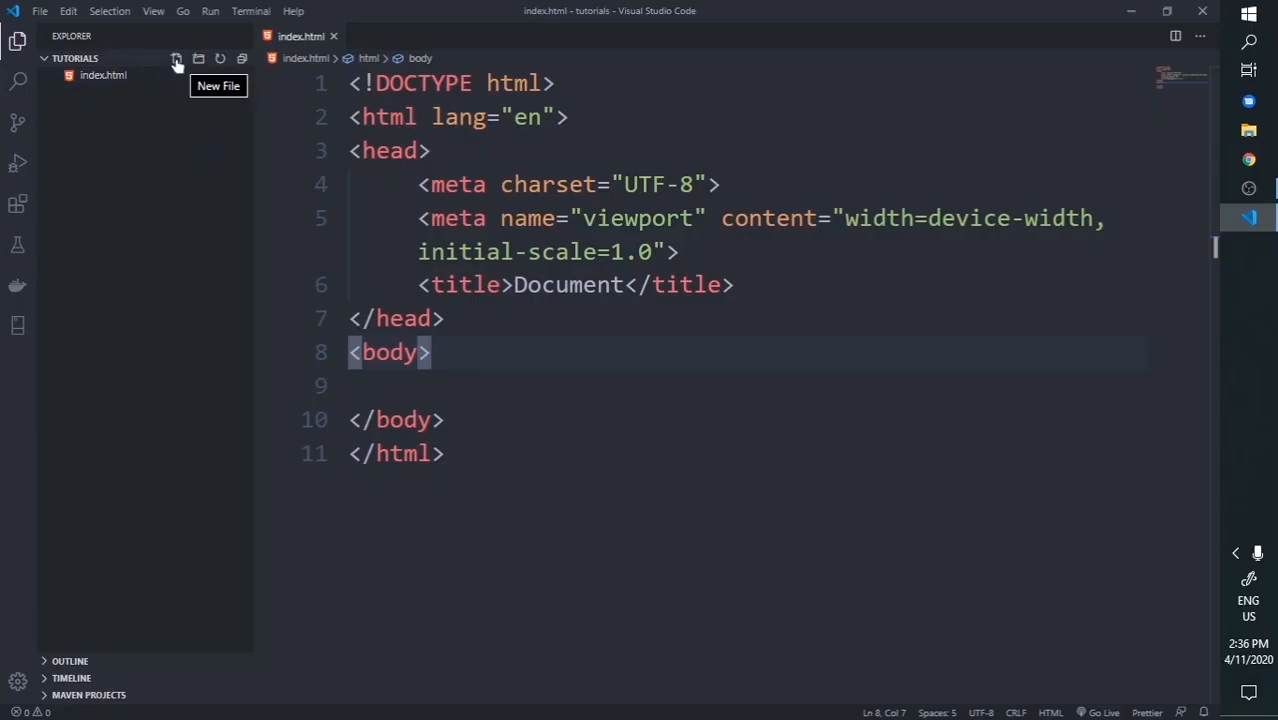 File Edit Selection View Go Run Terminal Help
index.html - tutorials - Visual Studio Code
EXPLORER
index.html
TUTORIALS
index.html > html > body
index.html
New File
1 <!DOCTYPE html>
2 <html lang="en">
3 <head>
4 <meta charset="UTF-8">
5 <meta name="viewport" content="width=device-width,
initial-scale=1.0">
6 <title>Document</title>
7 </head>
8 <body>
9
10 </body>
11 </html>
OUTLINE
TIMELINE
MAVEN PROJECTS
0 0
Ln 8, Col 7 Spaces: 5 UTF-8 CRLF HTML Go Live Prettier
ENG
US
2:36 PM
4/11/2020